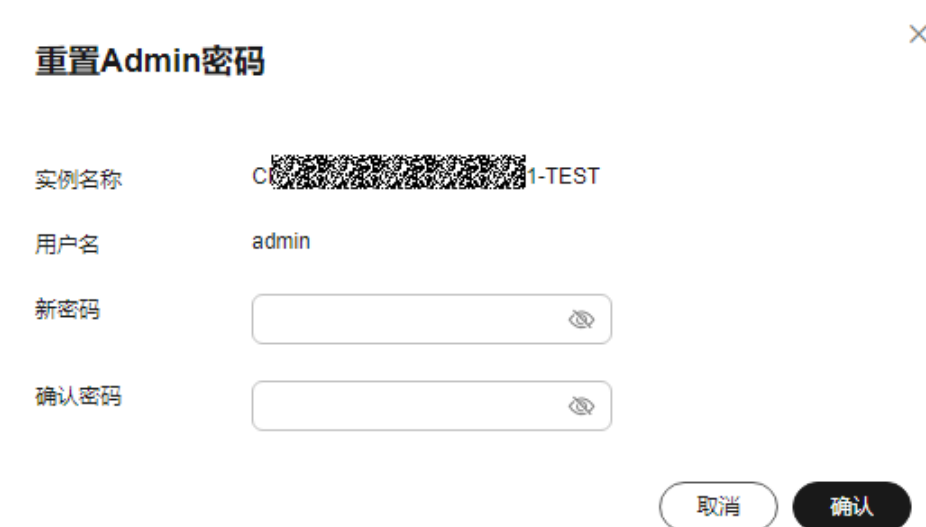 重置Admin密码
实例名称 1-TEST
用户名 admin
新密码
确认密码
取消 确认